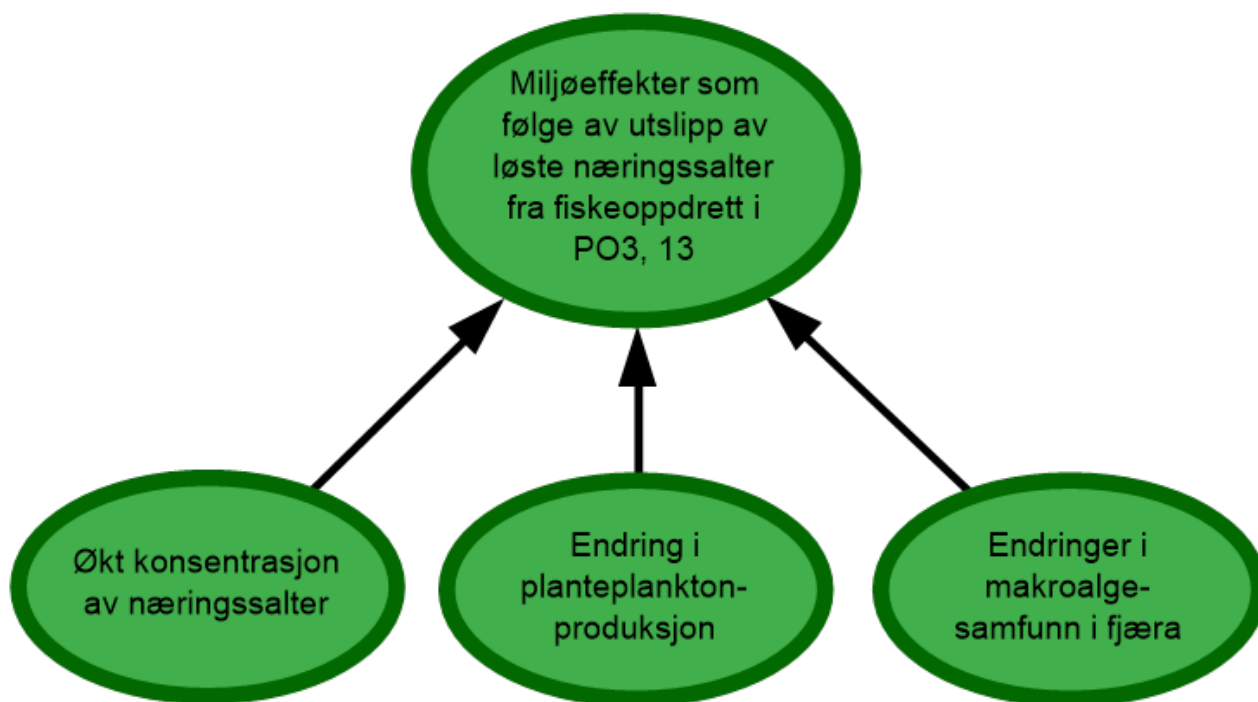 Miljøeffekter som
følge av utslipp av
løste næringssalter
fra fiskeoppdrett i
PO3, 13
Økt konsentrasjon
av næringssalter
Endring i
planteplankton-
produksjon
Endringer i
makroalge-
samfunn i fjæra